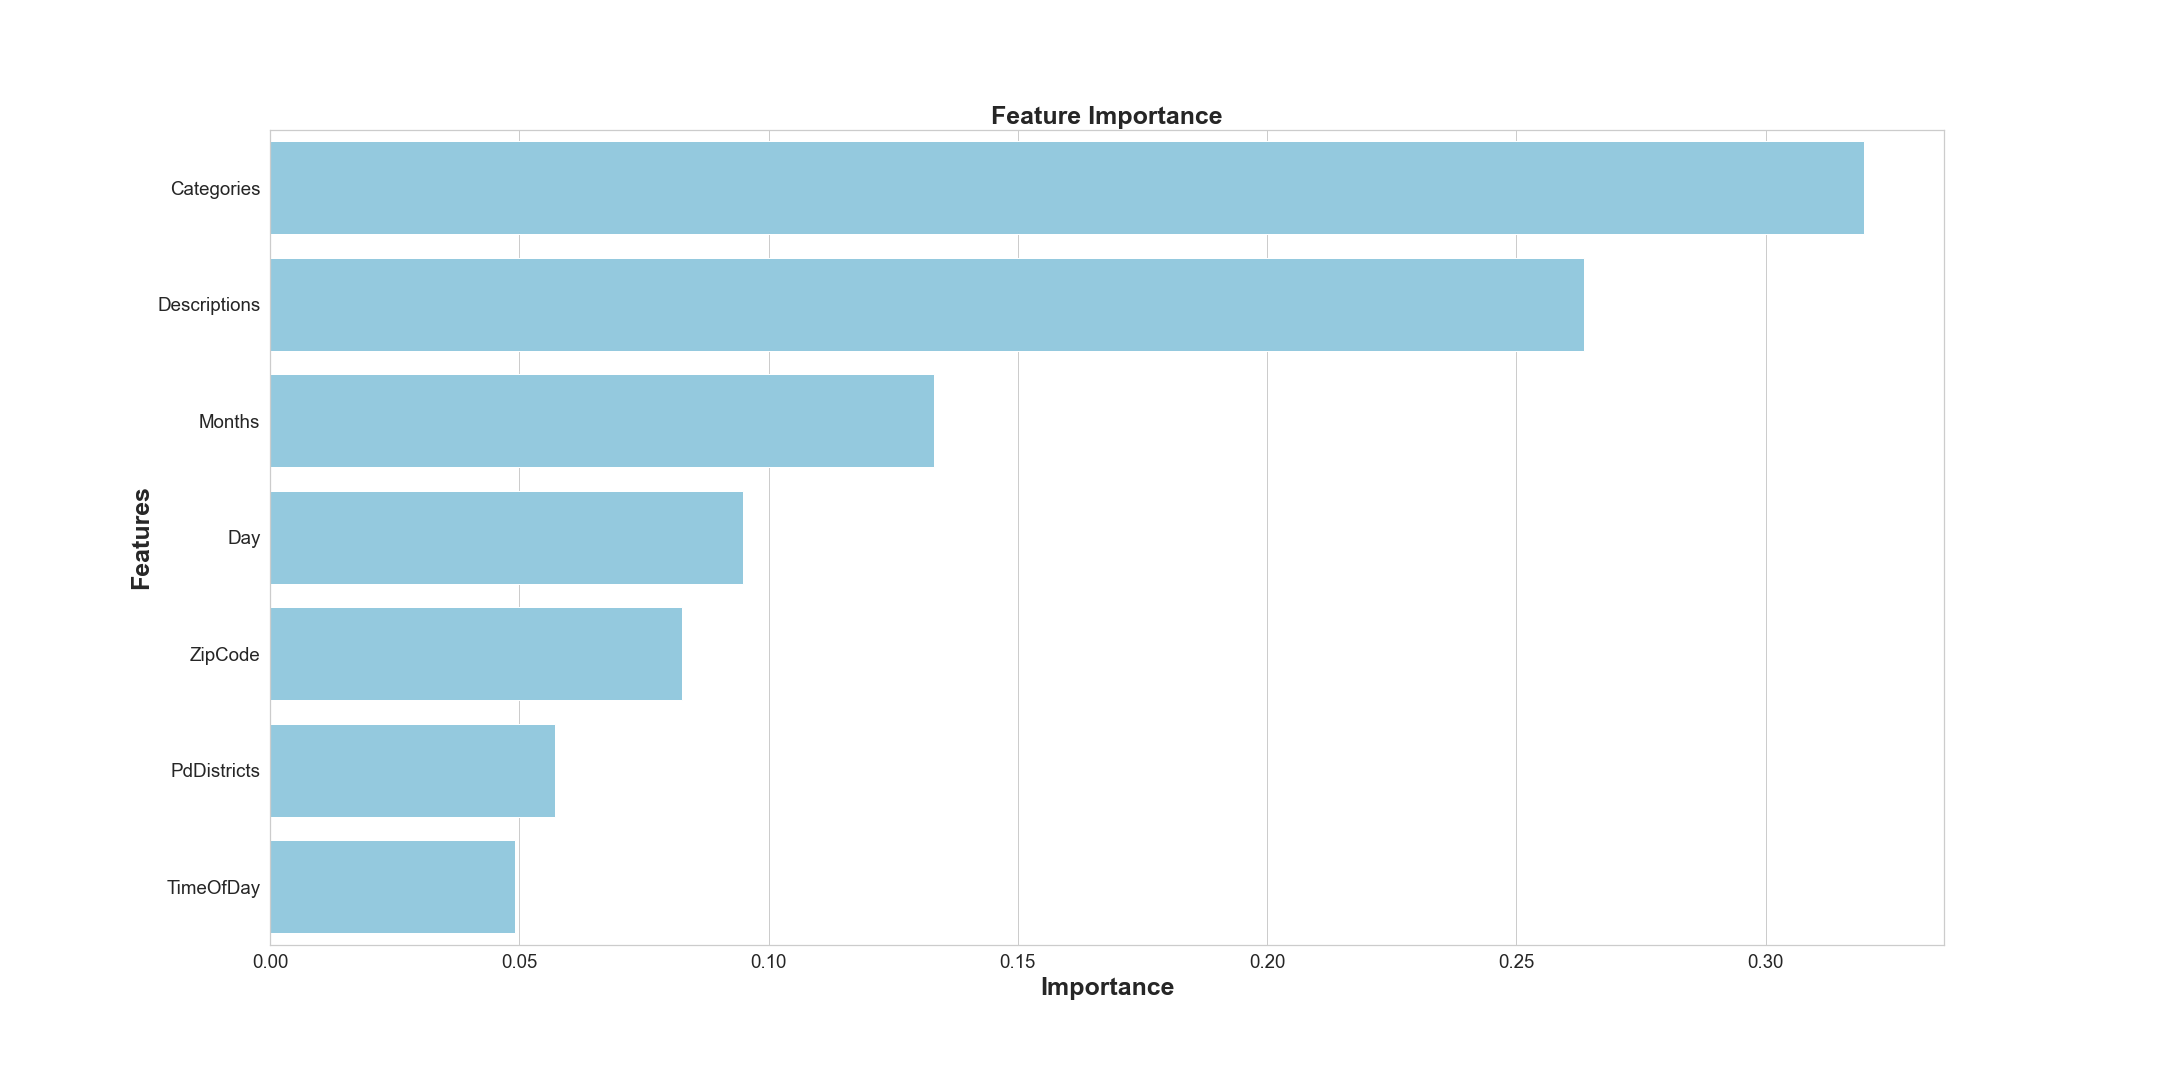 Feature Importance
Categories
Descriptions
Months
Day
ZipCode
PdDistricts
TimeOfDay
Features
0.00 0.05 0.10 0.15 0.20 0.25 0.30
Importance